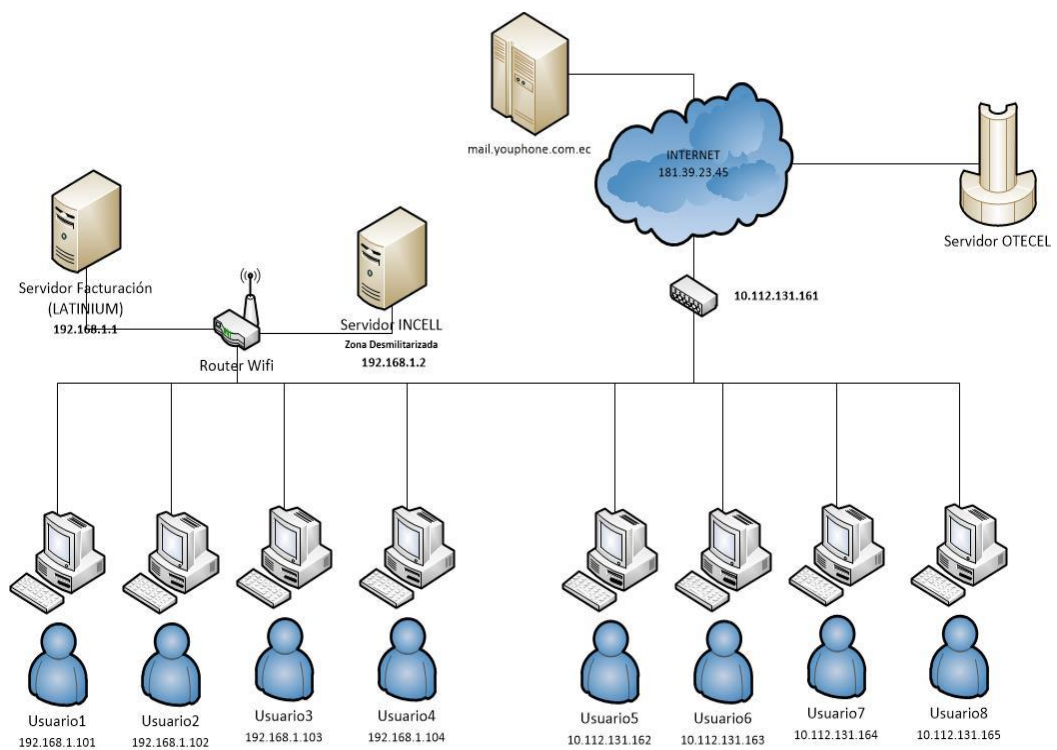 mail.youphone.com.ec
INTERNET
181.39.23.45
Servidor OTECEL
Servidor Facturación
(LATINIUM)
192.168.1.1
Servidor INCELL
Zona Desmilitarizada
192.168.1.2
Router Wifi
10.112.131.161
Usuario1
192.168.1.101
Usuario2
192.168.1.102
Usuario3
192.168.1.103
Usuario4
192.168.1.104
Usuario5
10.112.131.162
Usuario6
10.112.131.163
Usuario7
10.112.131.164
Usuario8
10.112.131.165